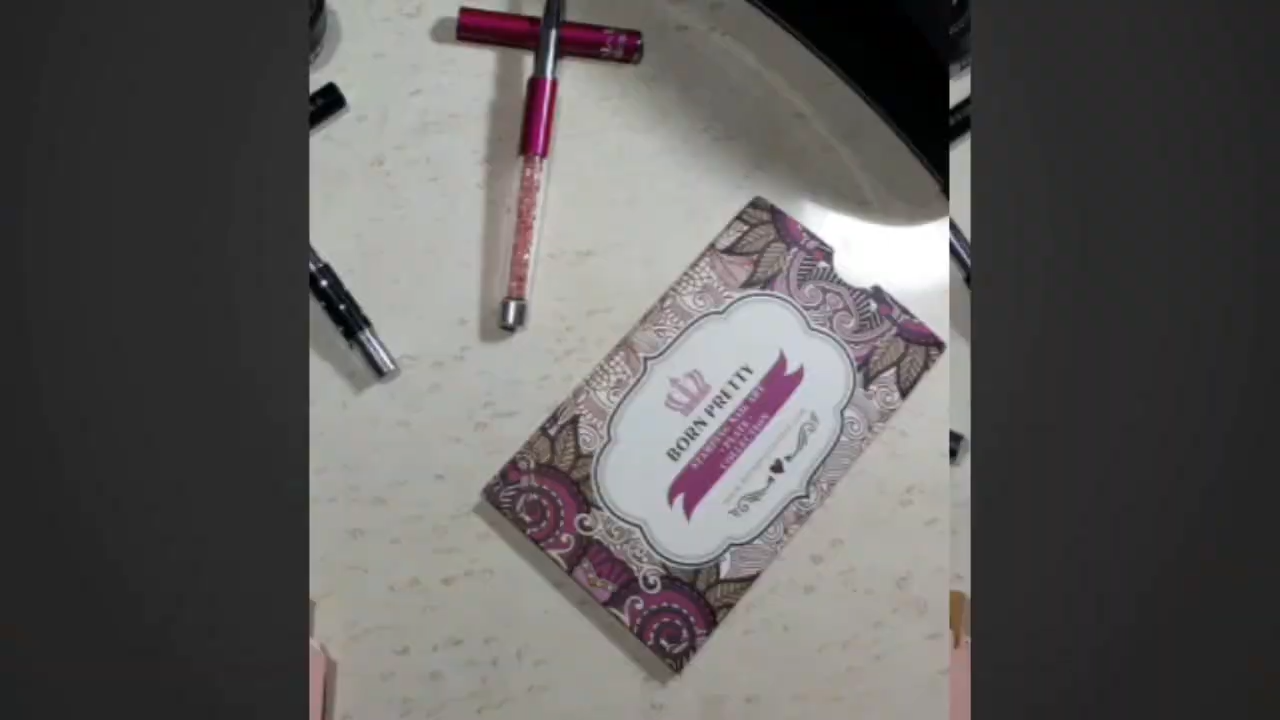 BORN PRETTY
STAMPING NAIL ART
· PLATE ·
COLLECTION